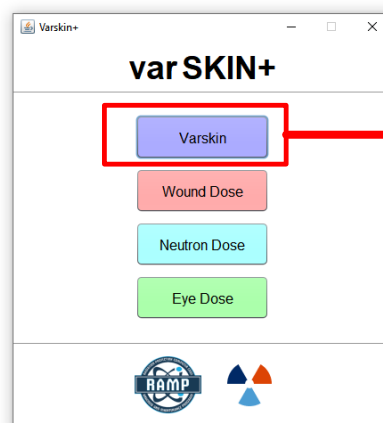 Varskin+
var SKIN+
Varskin
Wound Dose
Neutron Dose
Eye Dose
RAMP